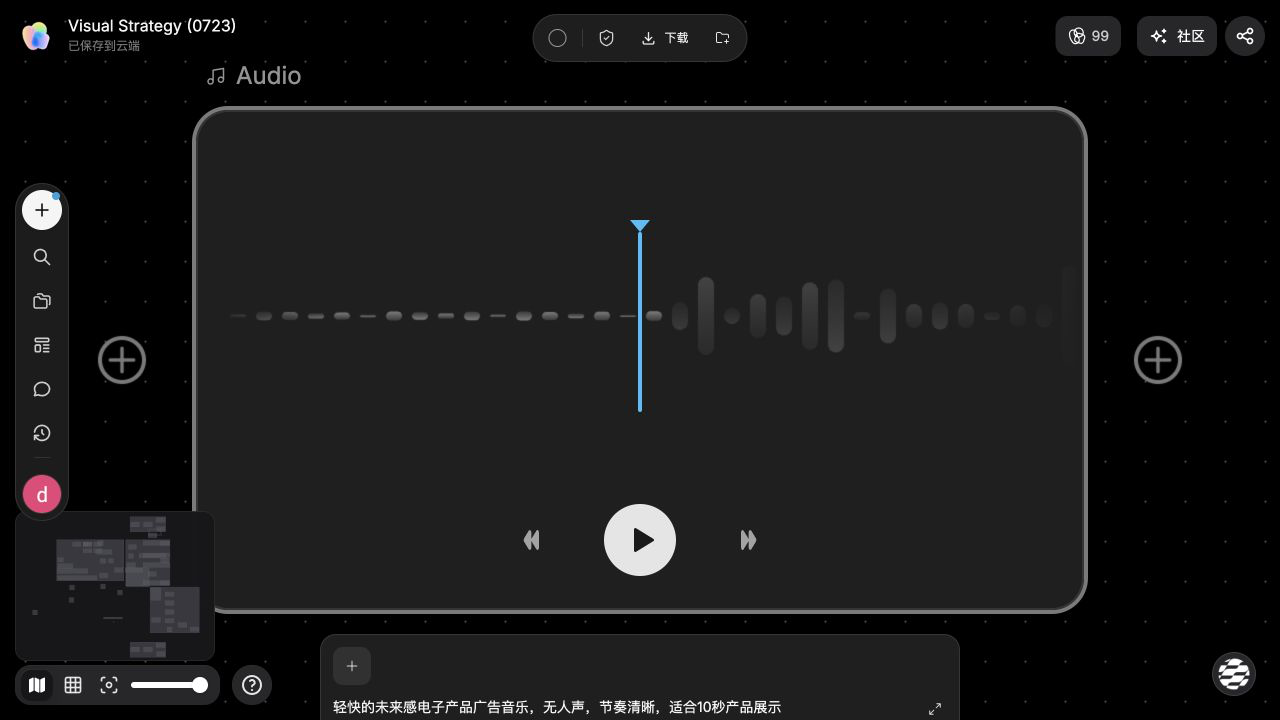 Visual Strategy (0723)
已保存到云端
下载
99
社区
Audio
d
轻快的未来感电子产品广告音乐，无人声，节奏清晰，适合10秒产品展示